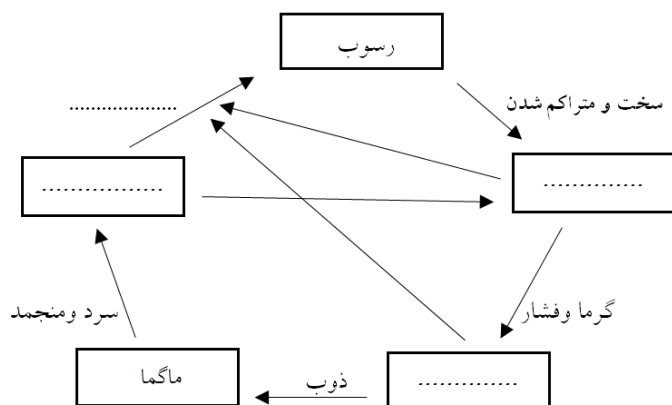 رسوب
سخت و متراکم شدن
....................
.................
..............
گرما وفشار
سرد ومنجمد
ماگما
ذوب
..............